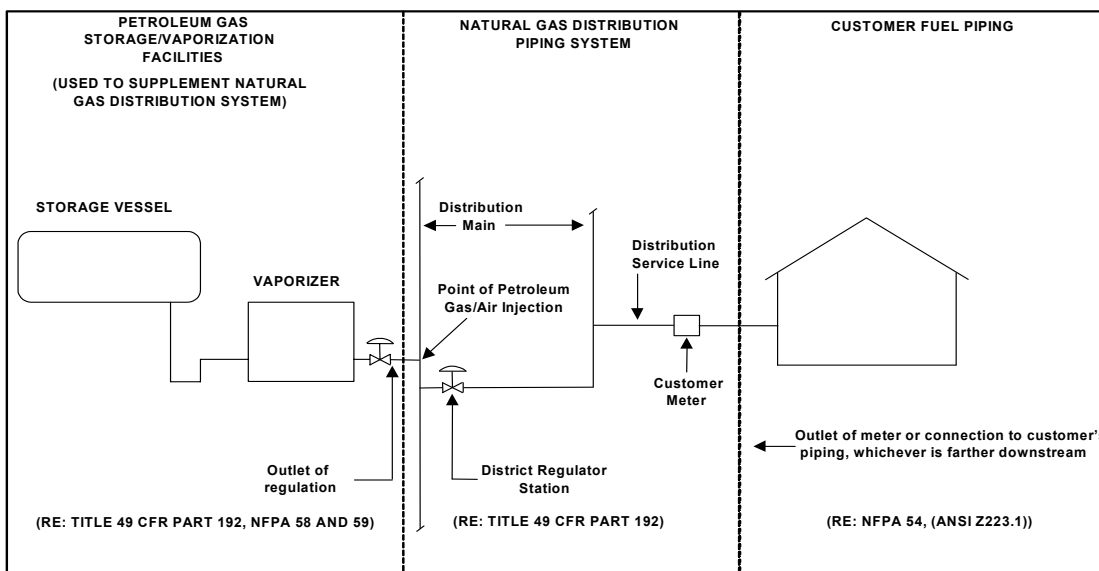 PETROLEUM GAS
STORAGE/VAPORIZATION
FACILITIES
(USED TO SUPPLEMENT NATURAL
GAS DISTRIBUTION SYSTEM)
NATURAL GAS DISTRIBUTION
PIPING SYSTEM
CUSTOMER FUEL PIPING
STORAGE VESSEL
VAPORIZER
Distribution
Main
Point of Petroleum
Gas/Air Injection
Distribution
Service Line
Customer
Meter
Outlet of
regulation
District Regulator
Station
Outlet of meter or connection to customer's
piping, whichever is farther downstream
(RE: TITLE 49 CFR PART 192, NFPA 58 AND 59)
(RE: TITLE 49 CFR PART 192)
(RE: NFPA 54, (ANSI Z223.1))